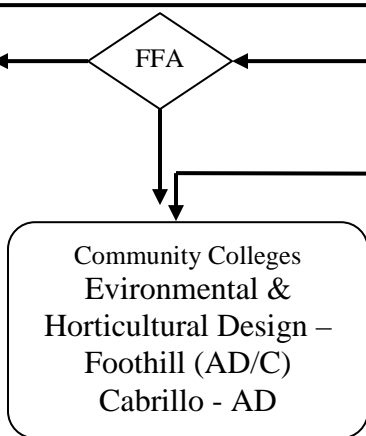 FFA
Community Colleges
Evironmental &
Horticultural Design –
Foothill (AD/C)
Cabrillo - AD